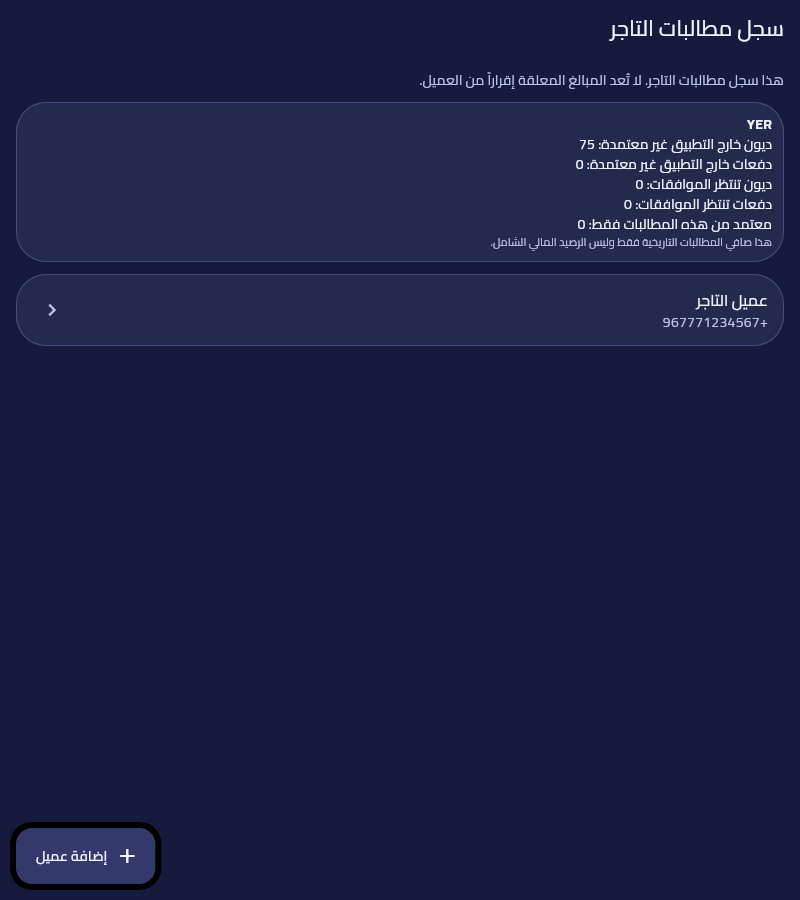 سجل مطالبات التاجر
هذا سجل مطالبات التاجر. لا تُعد المبالغ المعلقة إقراراً من العميل.
YER
ديون خارج التطبيق غير معتمدة: 75
دفعات خارج التطبيق غير معتمدة: 0
ديون تنتظر الموافقات: 0
دفعات تنتظر الموافقات: 0
معتمد من هذه المطالبات فقط: 0
هذا صافي المطالبات التاريخية فقط وليس الرصيد المالي الشامل.
عميل التاجر
967771234567+
إضافة عميل